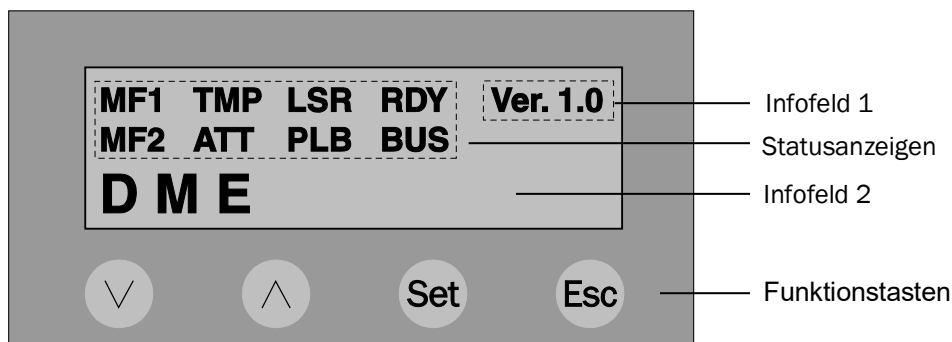 MF1 TMP LSR RDY Ver. 1.0
MF2 ATT PLB BUS
D M E
Set Esc
Infofeld 1
Statusanzeigen
Infofeld 2
Funktionstasten